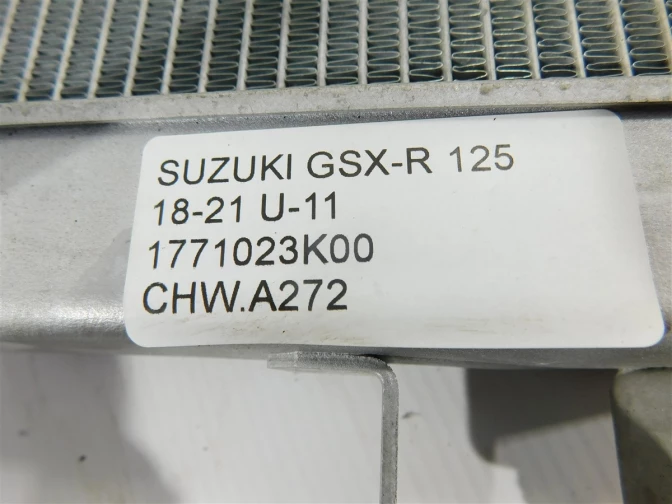 SUZUKI GSX-R 125
18-21 U-11
1771023K00
CHW.A272